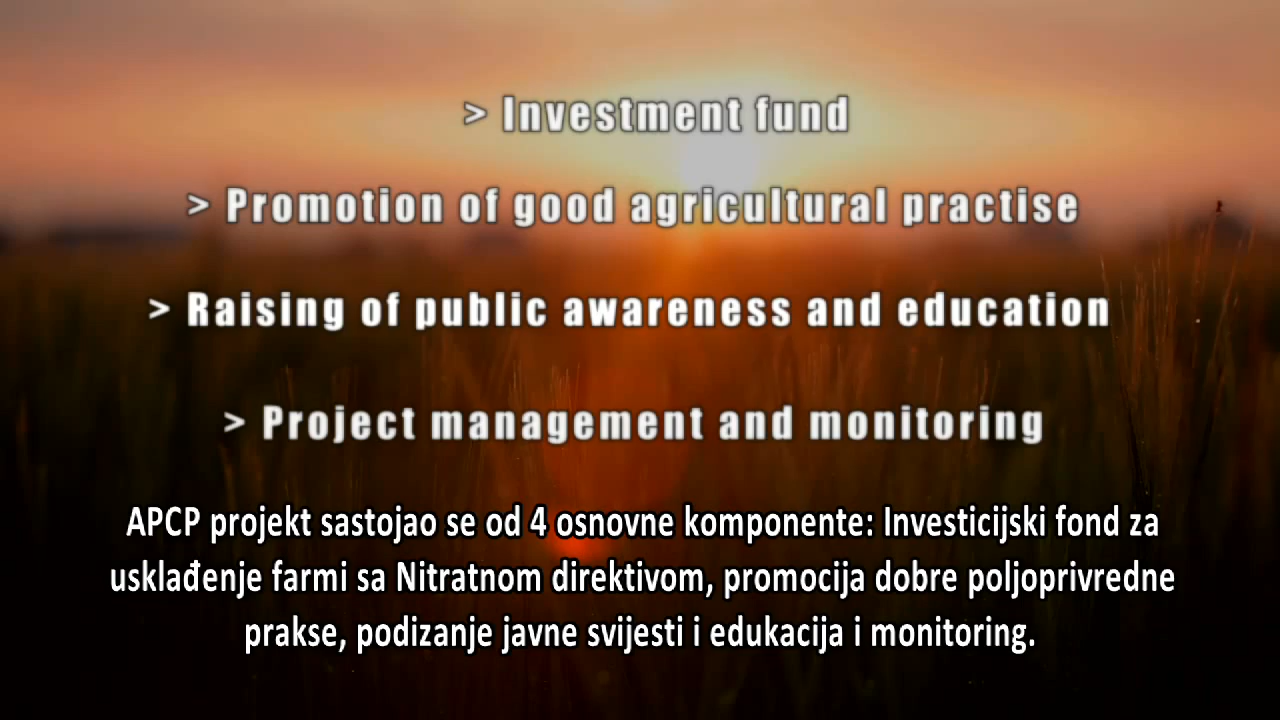 > Investment fund
> Promotion of good agricultural practise
> Raising of public awareness and education
> Project management and monitoring
APCP projekt sastojao se od 4 osnovne komponente: Investicijski fond za
usklađenje farmi sa Nitratnom direktivom, promocija dobre poljoprivredne
prakse, podizanje javne svijesti i edukacija i monitoring.